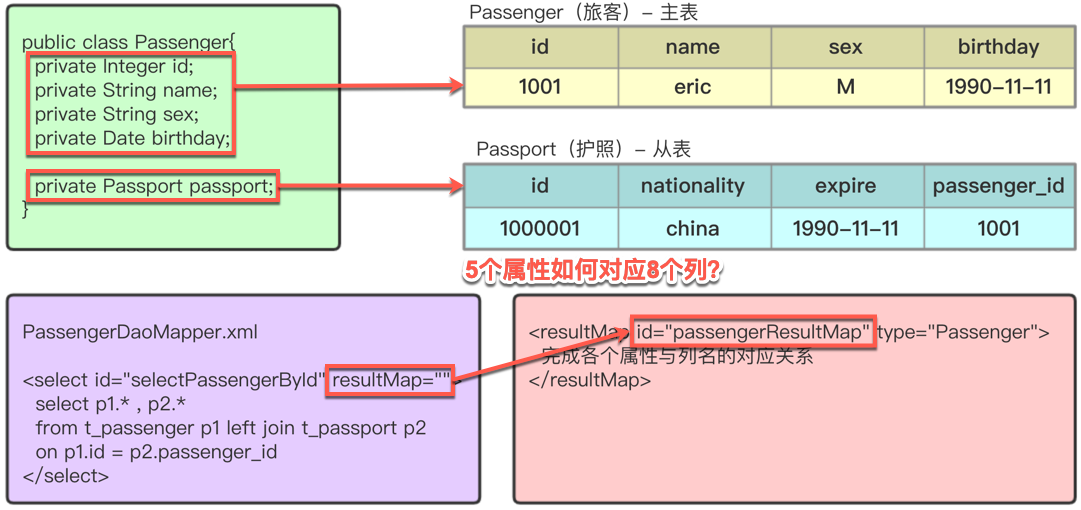 public class Passenger{
private Integer id;
private String name;
private String sex;
private Date birthday;
private Passport passport;
}
Passenger（旅客）- 主表
id name sex birthday
1001 eric M 1990-11-11
Passport（护照）- 从表
id nationality expire passenger_id
1000001 china 1990-11-11 1001
5个属性如何对应8个列?
PassengerDaoMapper.xml
<select id="selectPassengerById" resultMap="">
select p1.* , p2.*
from t_passenger p1 left join t_passport p2
on p1.id = p2.passenger_id
</select>
<resultMap id="passengerResultMap" type="Passenger">
完成各个属性与列名的对应关系
</resultMap>